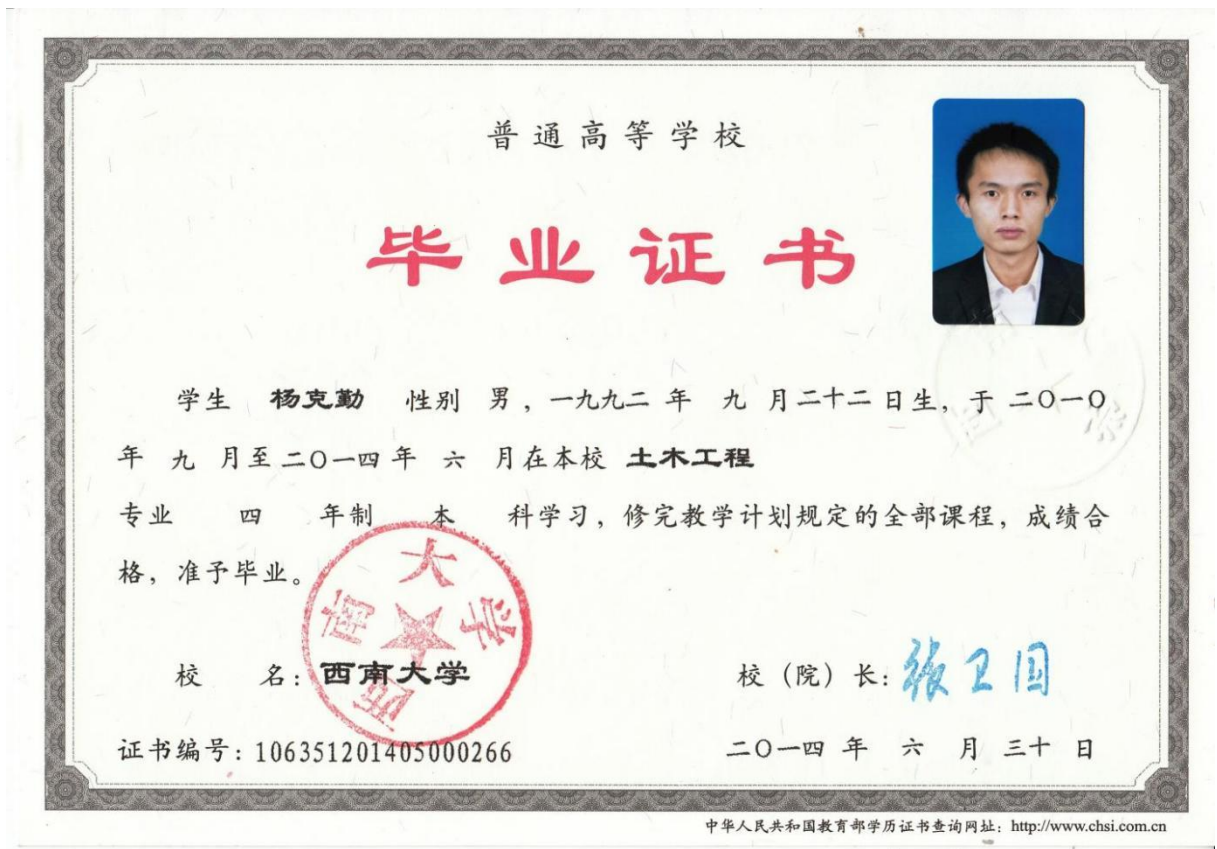 普通高等学校
毕业证书
学生 杨克勤 性别 男，一九九二 年 九 月二十二日生，于 二〇一〇
年 九 月至二〇一四年 六 月在本校 土木工程
专业 四 年制 本 科学习，修完教学计划规定的全部课程，成绩合
格，准予毕业。
西南大学
校 名：西南大学
校（院）长：张卫国
证书编号：106351201405000266
二〇一四 年 六 月 三十 日
中华人民共和国教育部学历证书查询网址：http://www.chsi.com.cn